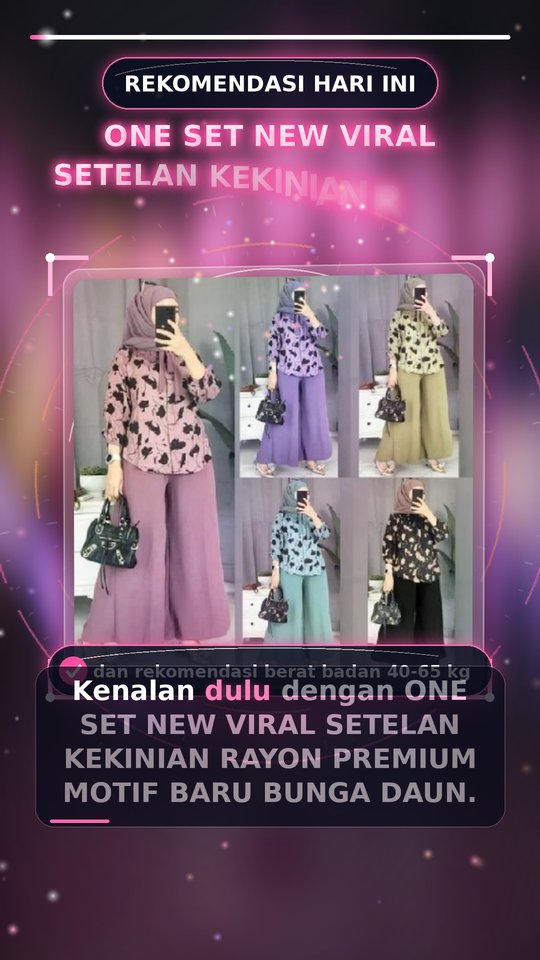 REKOMENDASI HARI INI
ONE SET NEW VIRAL
SETELAN KEKINIAN R
dan rekomendasi berat badan 40-65 kg
Kenalan dulu dengan ONE
SET NEW VIRAL SETELAN
KEKINIAN RAYON PREMIUM
MOTIF BARU BUNGA DAUN.